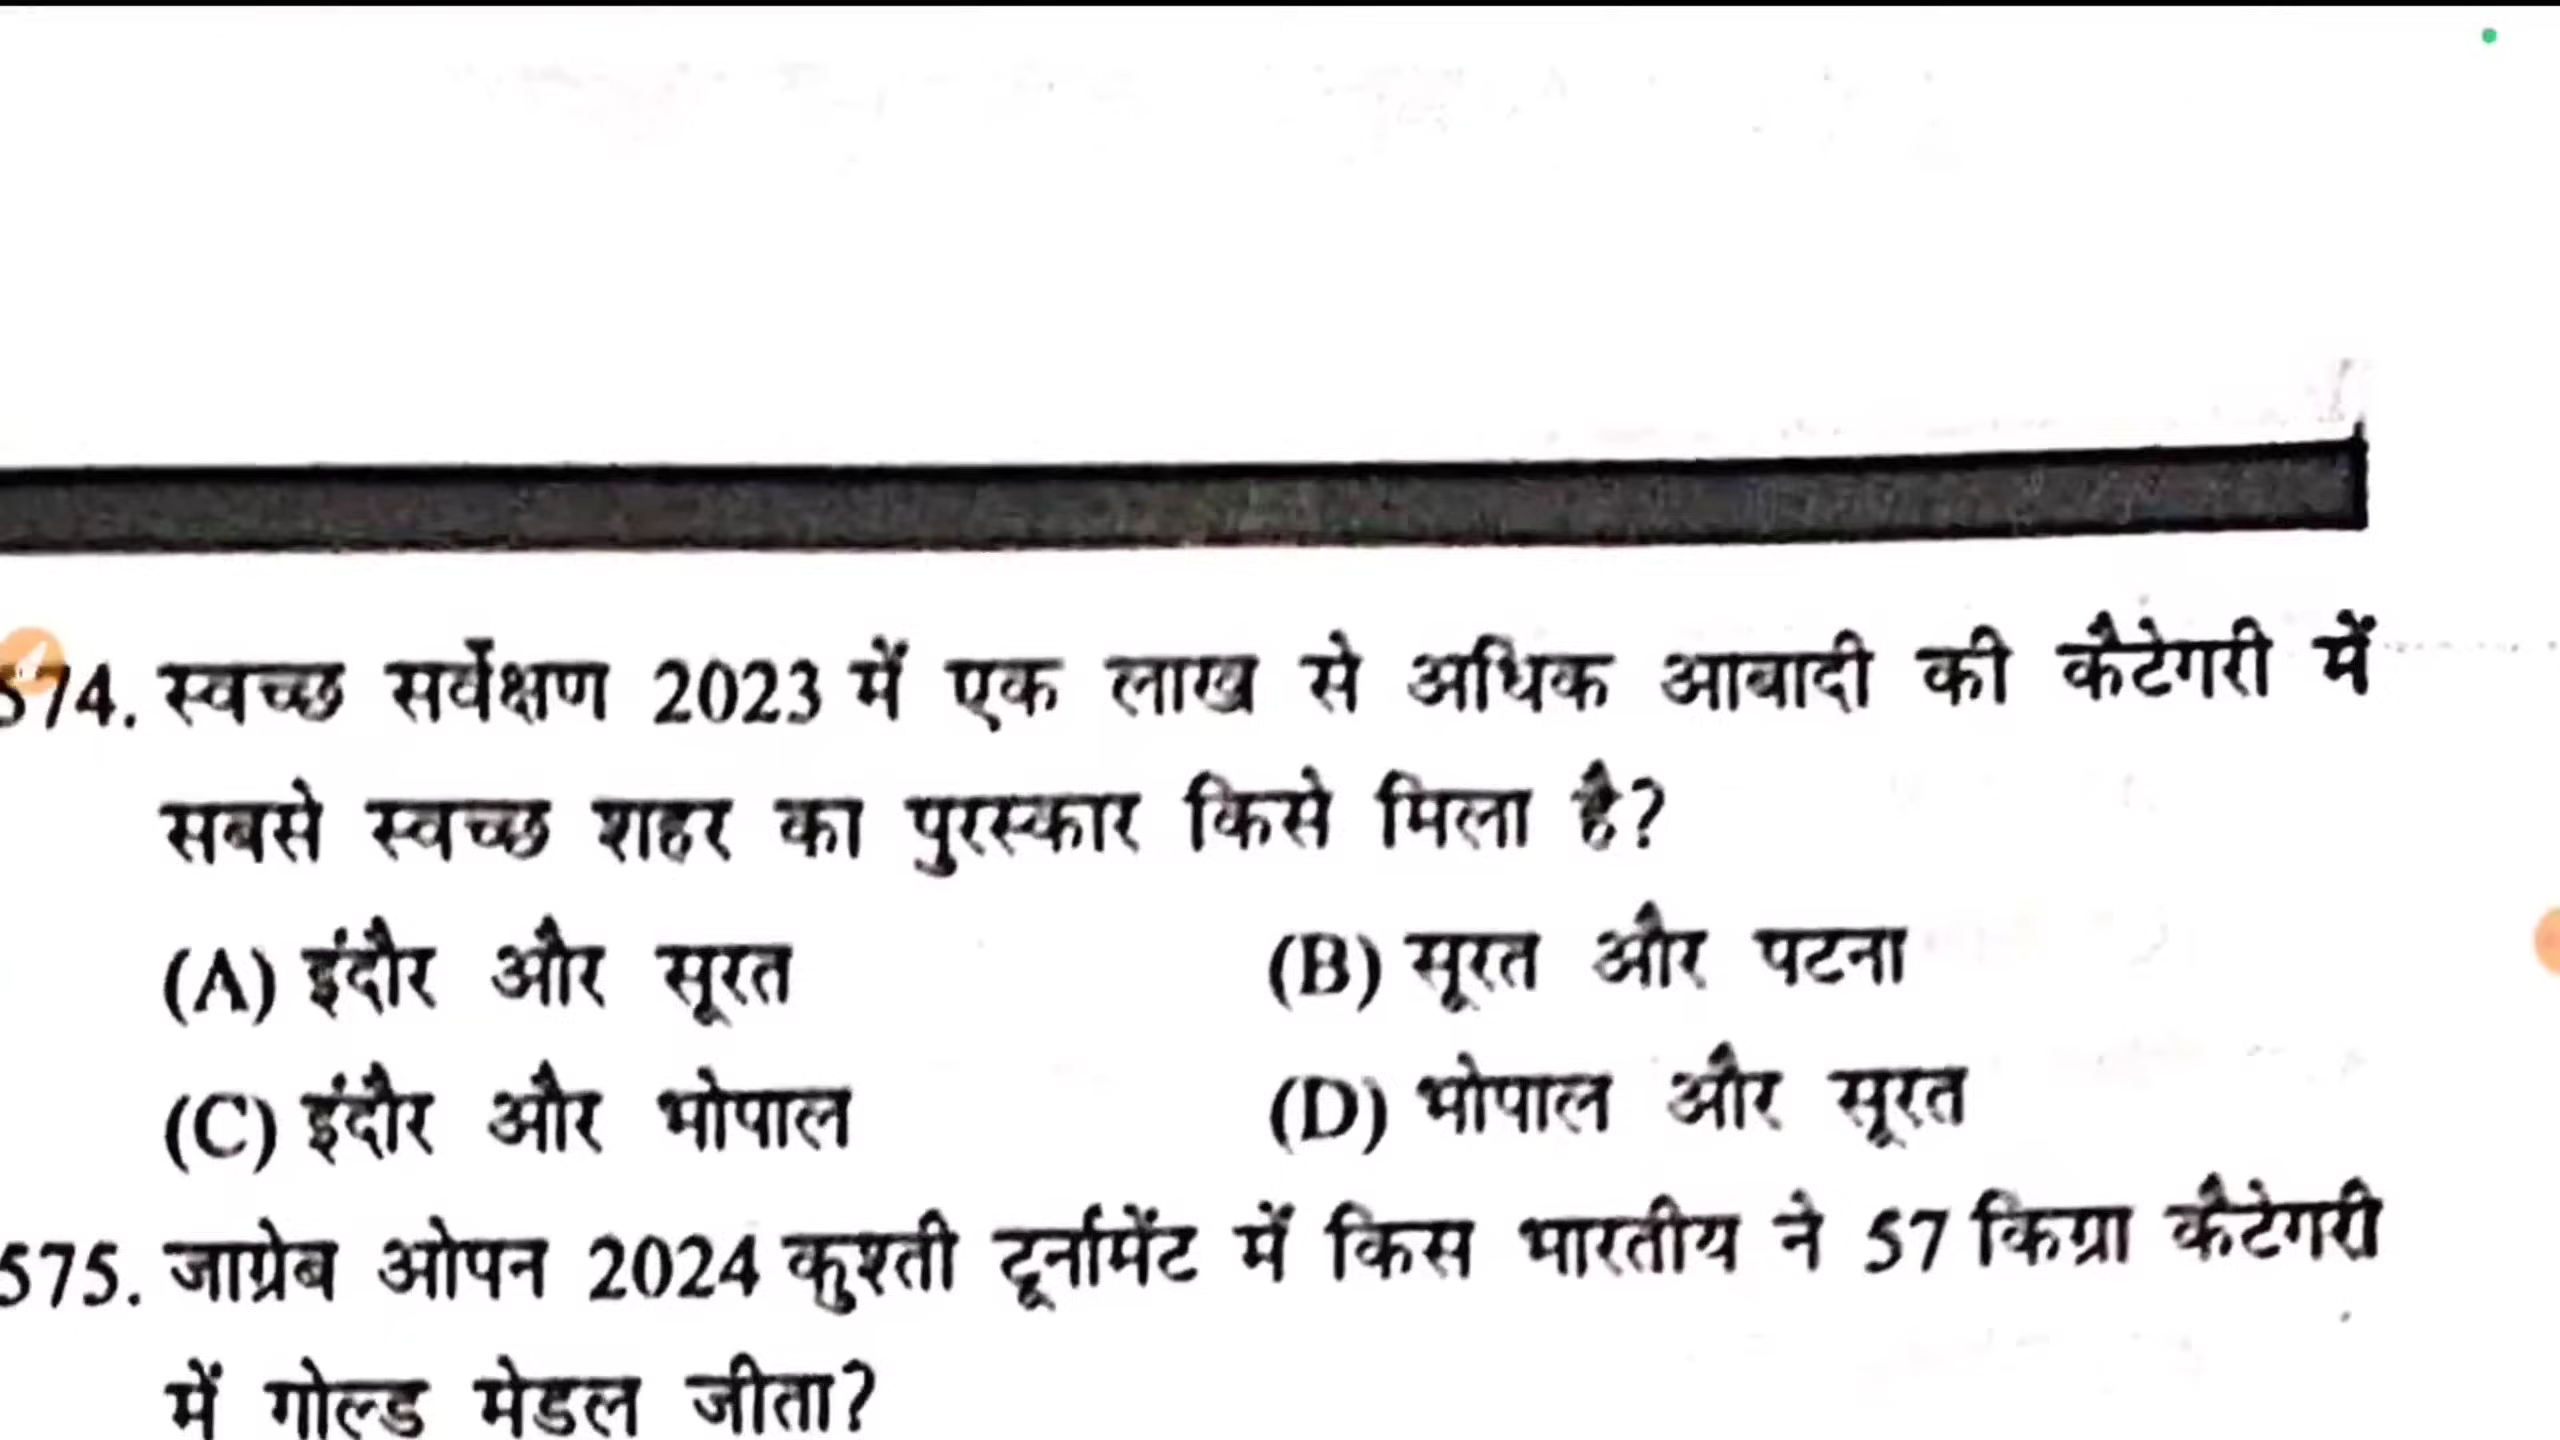 574. स्वच्छ सर्वेक्षण 2023 में एक लाख से अधिक आबादी की कैटेगरी में
सबसे स्वच्छ शहर का पुरस्कार किसे मिला है?
(A) इंदौर और सूरत (B) सूरत और पटना
(C) इंदौर और भोपाल (D) भोपाल और सूरत
575. जाग्रेब ओपन 2024 कुश्ती टूर्नामेंट में किस भारतीय ने 57 किग्रा कैटेगरी
में गोल्ड मेडल जीता?